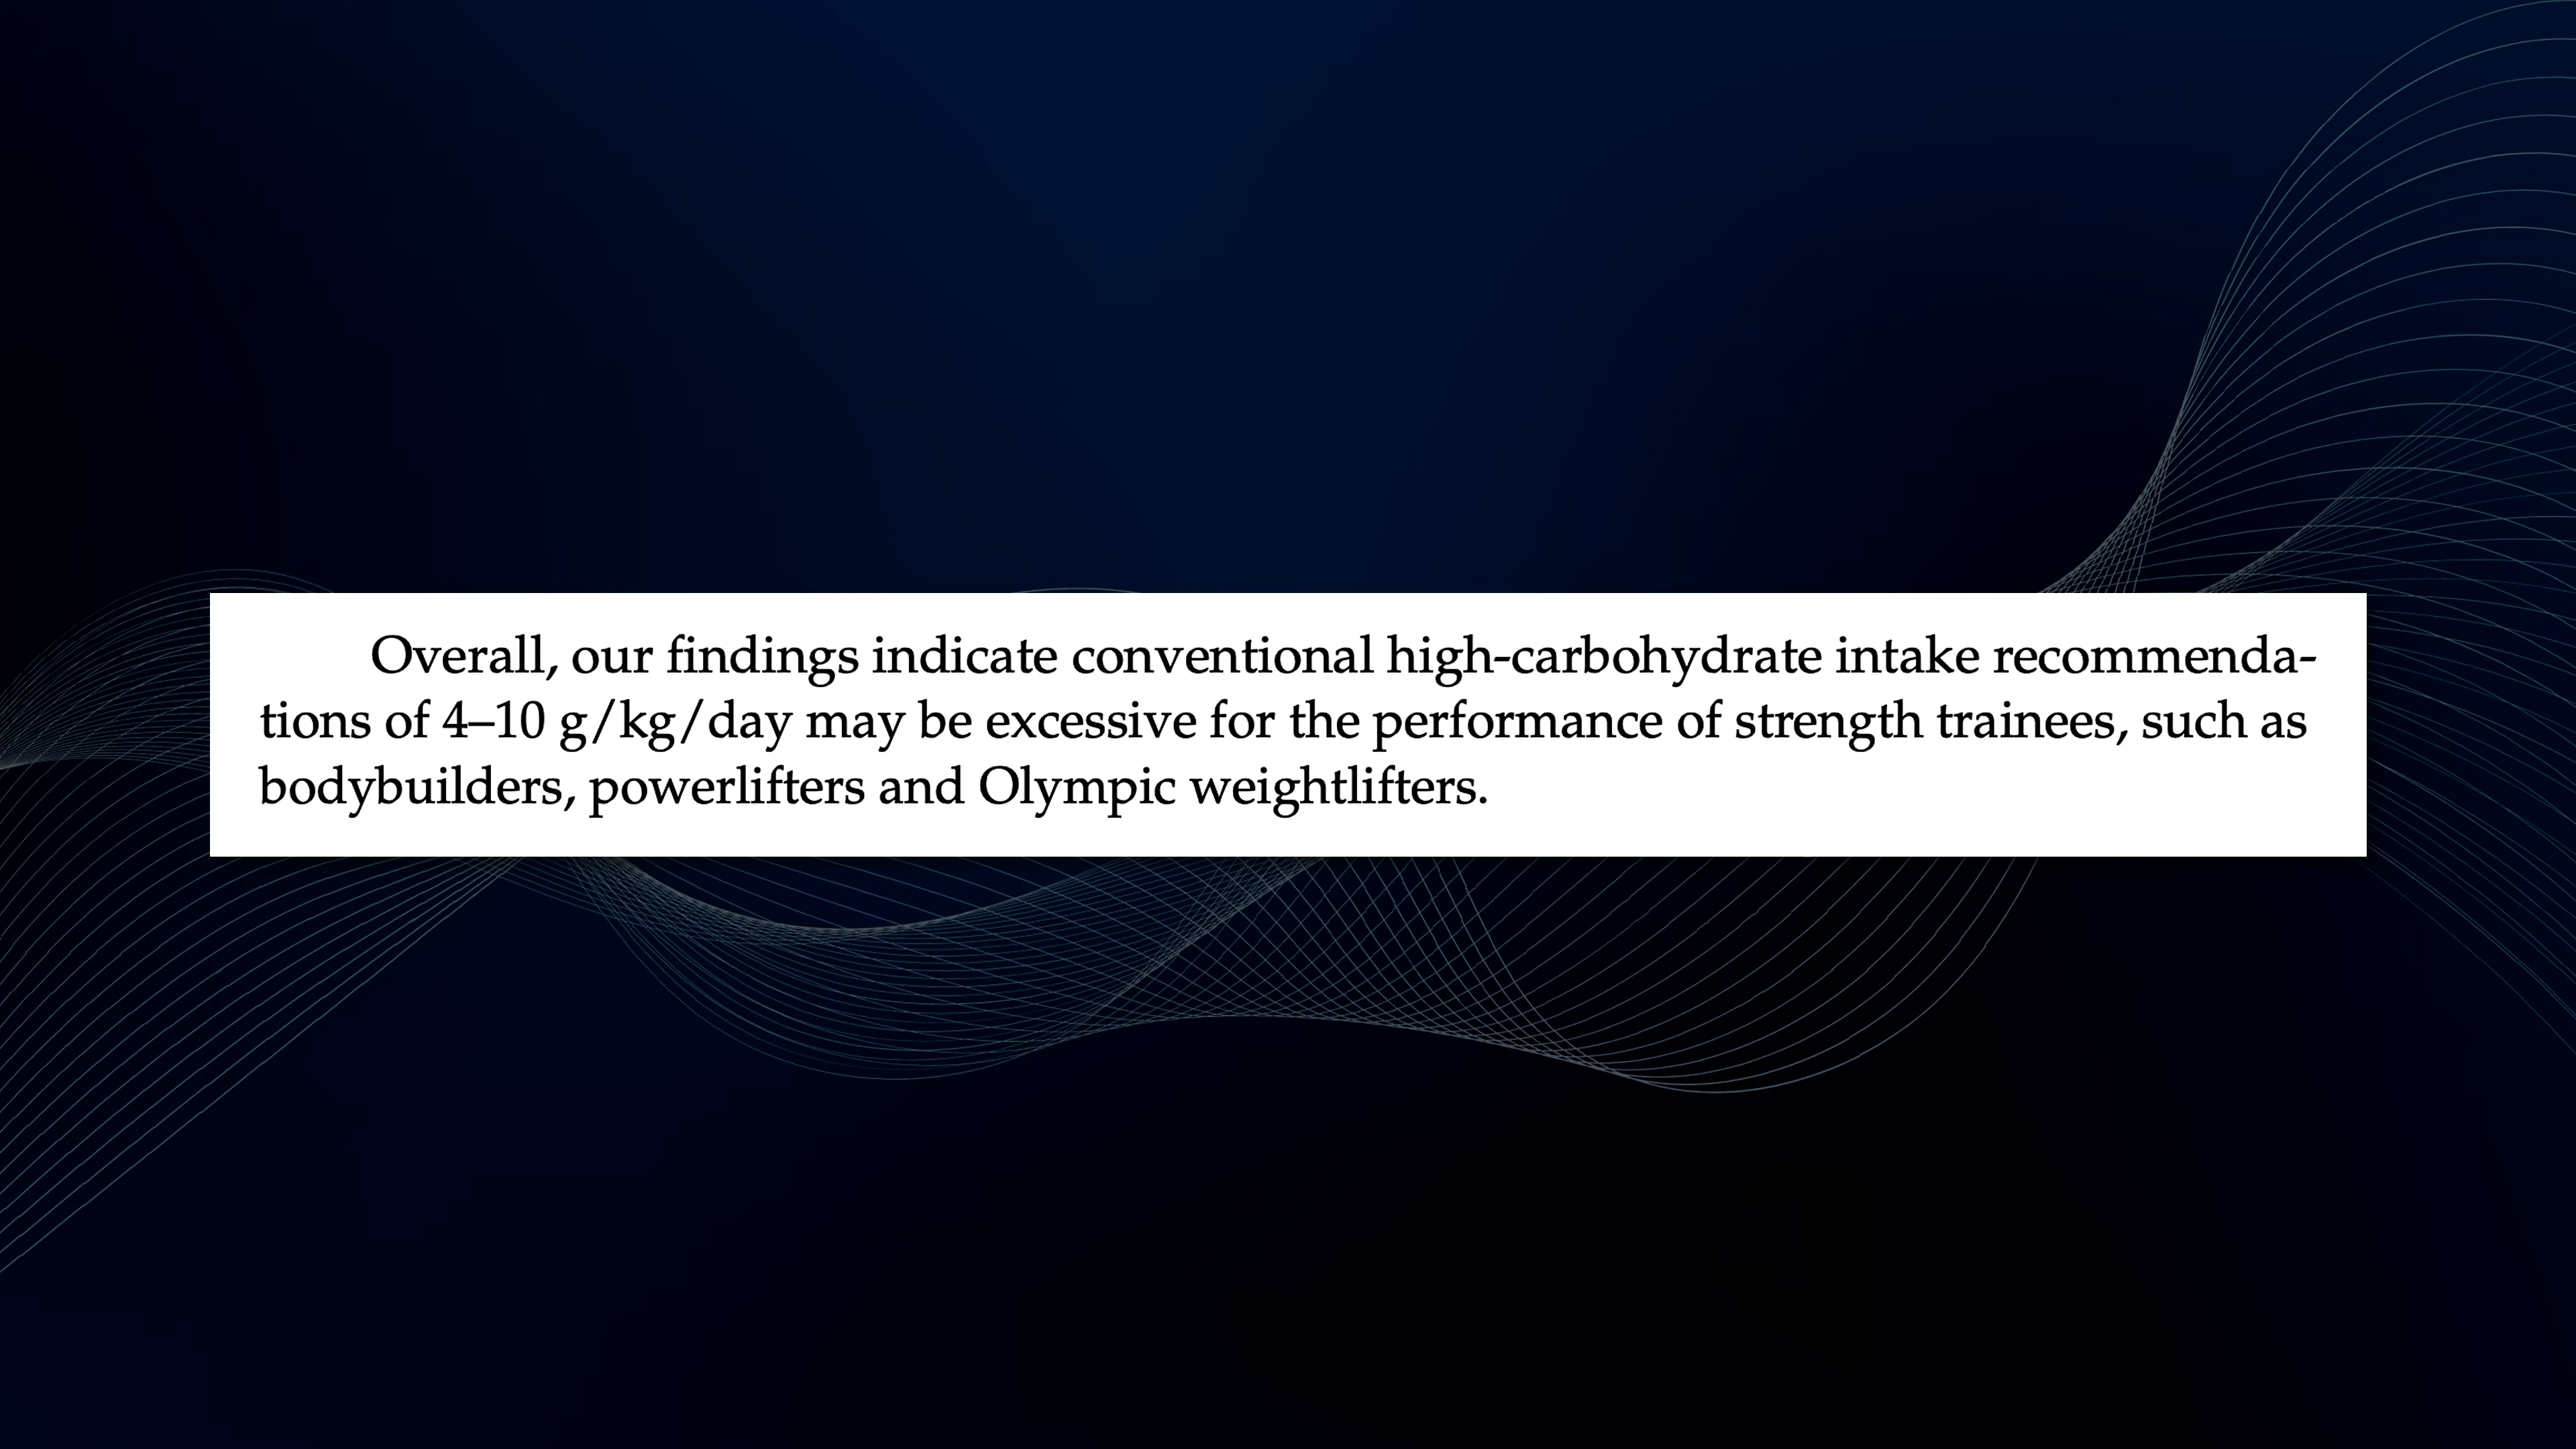 Overall, our findings indicate conventional high-carbohydrate intake recommenda-
tions of 4–10 g/kg/day may be excessive for the performance of strength trainees, such as
bodybuilders, powerlifters and Olympic weightlifters.